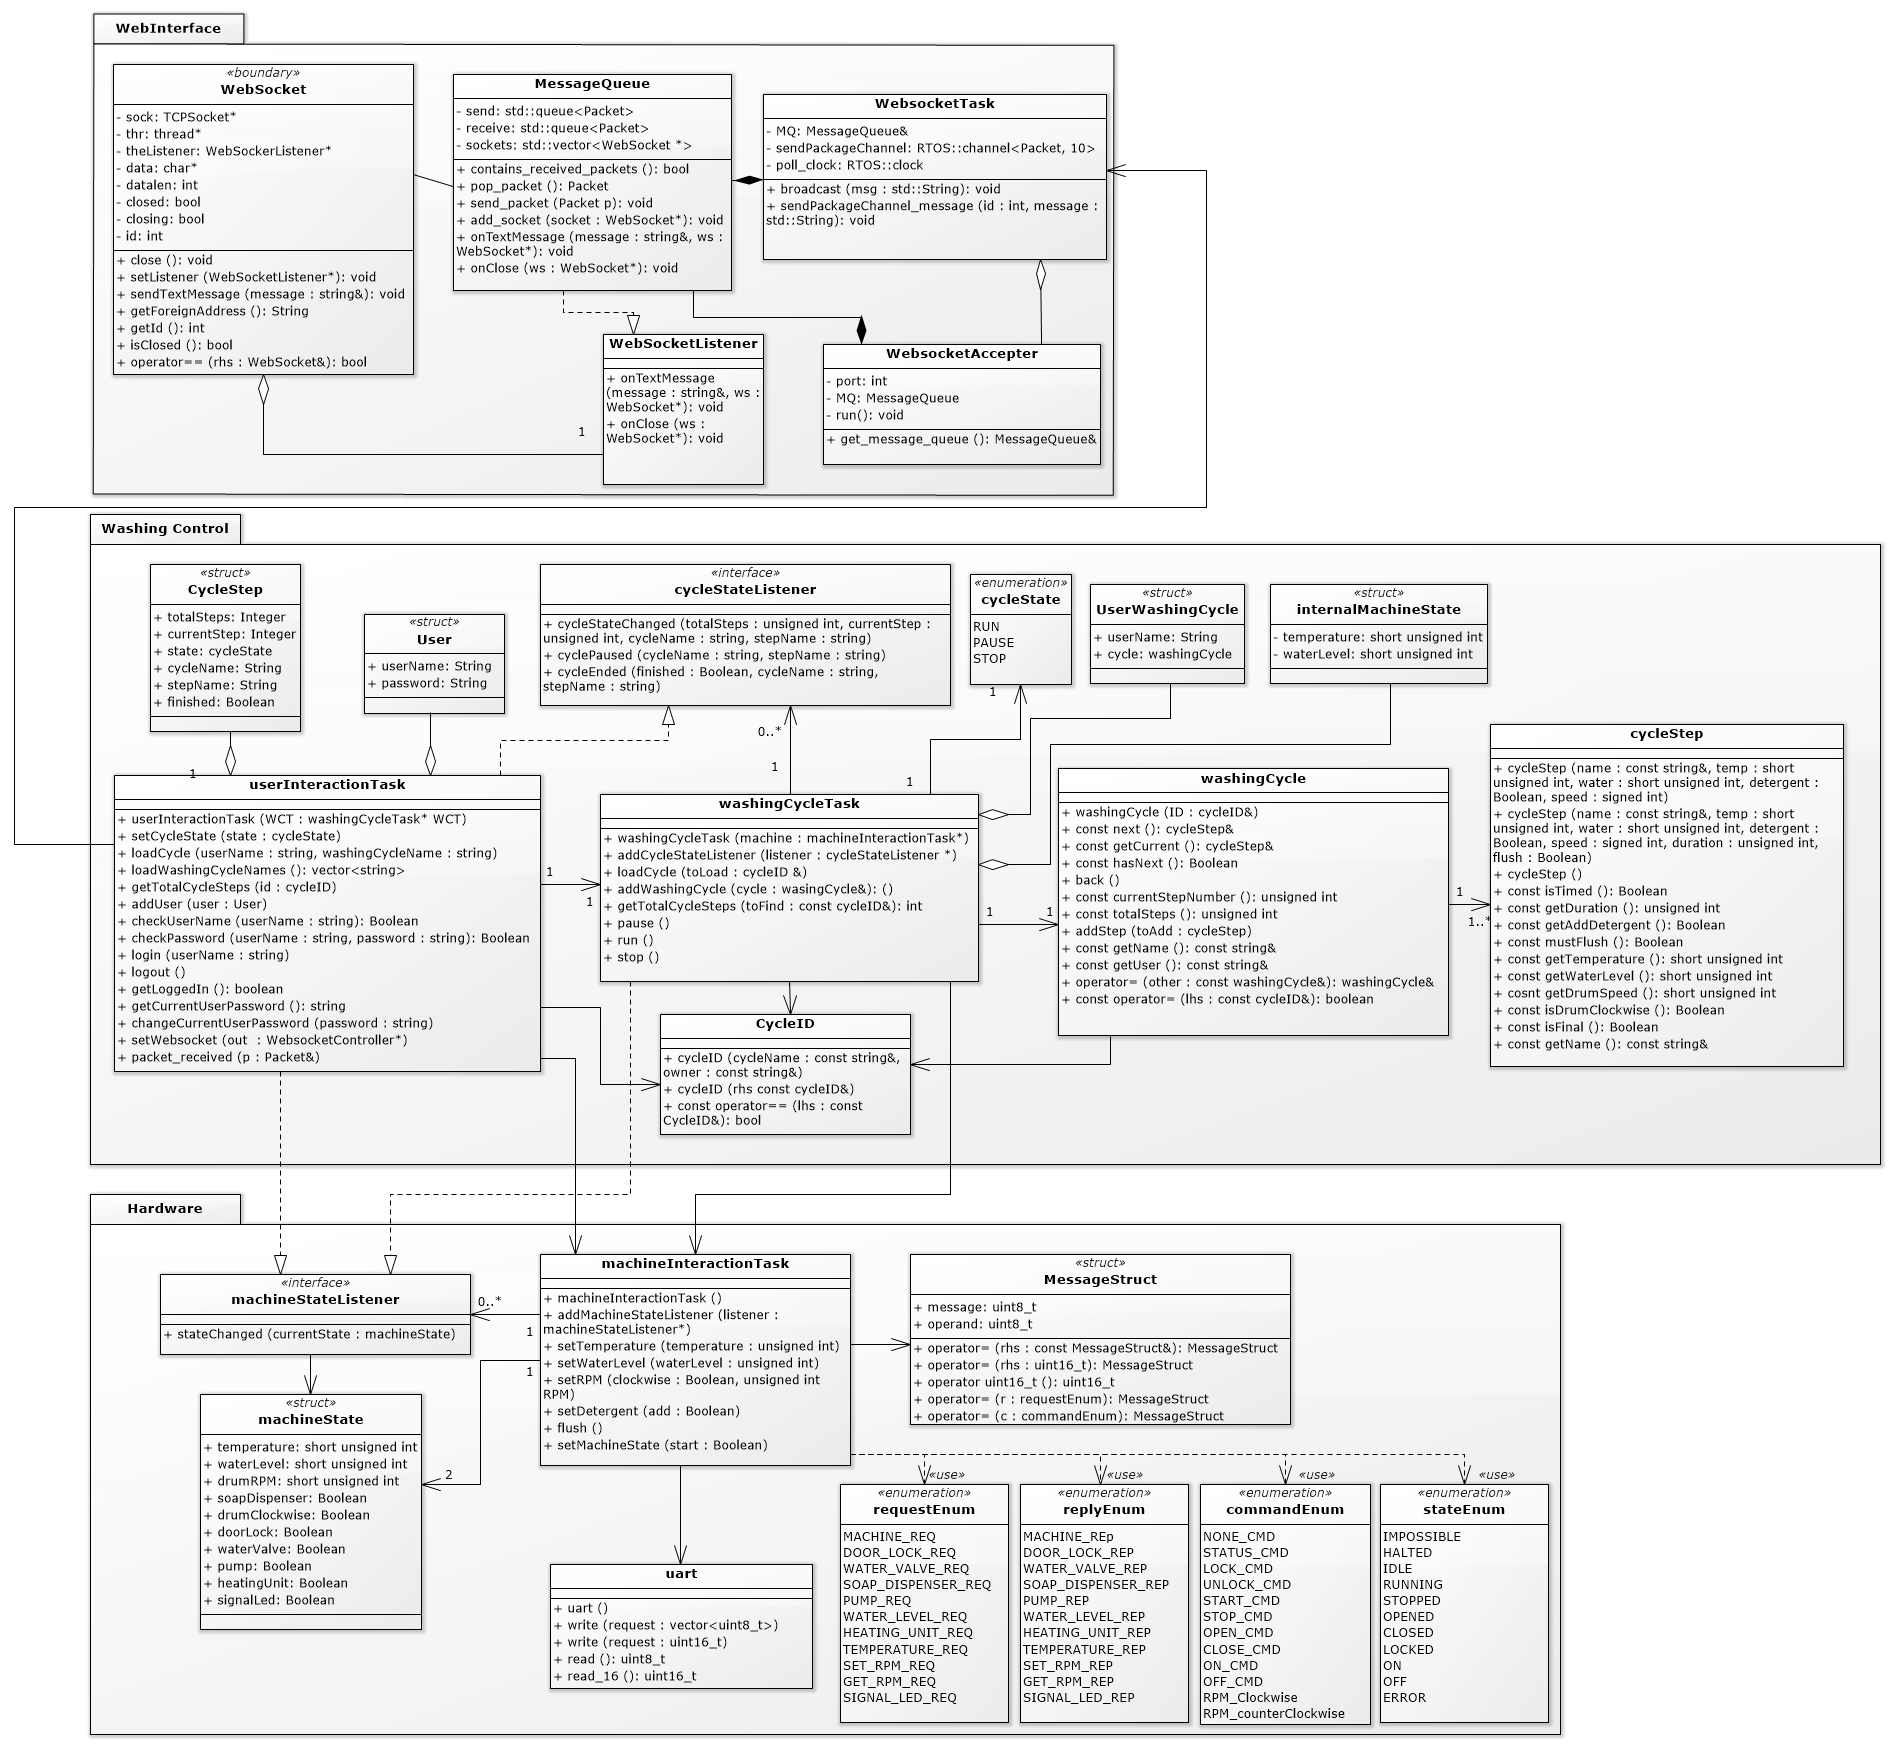 WebInterface
«boundary»
WebSocket
- sock: TCPSocket*
- thr: thread*
- theListener: WebSockerListener*
- data: char*
- datalen: int
- closed: bool
- closing: bool
- id: int
+ close (): void
+ setListener (WebSocketListener*): void
+ sendTextMessage (message : string&): void
+ getForeignAddress (): String
+ getId (): int
+ isClosed (): bool
+ operator== (rhs : WebSocket&): bool
MessageQueue
- send: std::queue<Packet>
- receive: std::queue<Packet>
- sockets: std::vector<WebSocket *>
+ contains_received_packets (): bool
+ pop_packet (): Packet
+ send_packet (Packet p): void
+ add_socket (socket : WebSocket*): void
+ onTextMessage (message : string&, ws :
WebSocket*): void
+ onClose (ws : WebSocket*): void
WebsocketTask
- MQ: MessageQueue&
- sendPackageChannel: RTOS::channel<Packet, 10>
- poll_clock: RTOS::clock
+ broadcast (msg : std::String): void
+ sendPackageChannel_message (id : int, message :
std::String): void
WebSocketListener
+ onTextMessage
(message : string&, ws :
WebSocket*): void
+ onClose (ws :
WebSocket*): void
1
WebsocketAccepter
- port: int
- MQ: MessageQueue
- run(): void
+ get_message_queue (): MessageQueue&
Washing Control
«struct»
CycleStep
+ totalSteps: Integer
+ currentStep: Integer
+ state: cycleState
+ cycleName: String
+ stepName: String
+ finished: Boolean
«struct»
User
+ userName: String
+ password: String
«interface»
cycleStateListener
+ cycleStateChanged (totalSteps : unsigned int, currentStep :
unsigned int, cycleName : string, stepName : string)
+ cyclePaused (cycleName : string, stepName : string)
+ cycleEnded (finished : Boolean, cycleName : string,
stepName : string)
«enumeration»
cycleState
RUN
PAUSE
STOP
«struct»
UserWashingCycle
+ userName: String
+ cycle: washingCycle
«struct»
internalMachineState
- temperature: short unsigned int
- waterLevel: short unsigned int
1
0..*
1
1
1
userInteractionTask
+ userInteractionTask (WCT : washingCycleTask* WCT)
+ setCycleState (state : cycleState)
+ loadCycle (userName : string, washingCycleName : string)
+ loadWashingCycleNames (): vector<string>
+ getTotalCycleSteps (id : cycleID)
+ addUser (user : User)
+ checkUserName (userName : string): Boolean
+ checkPassword (userName : string, password : string): Boolean
+ login (userName : string)
+ logout ()
+ getLoggedIn (): boolean
+ getCurrentUserPassword (): string
+ changeCurrentUserPassword (password : string)
+ setWebsocket (out  : WebsocketController*)
+ packet_received (p : Packet&)
1
1
washingCycleTask
+ washingCycleTask (machine : machineInteractionTask*)
+ addCycleStateListener (listener : cycleStateListener *)
+ loadCycle (toLoad : cycleID &)
+ addWashingCycle (cycle : wasingCycle&): ()
+ getTotalCycleSteps (toFind : const cycleID&): int
+ pause ()
+ run ()
+ stop ()
1
1
washingCycle
+ washingCycle (ID : cycleID&)
+ const next (): cycleStep&
+ const getCurrent (): cycleStep&
+ const hasNext (): Boolean
+ back ()
+ const currentStepNumber (): unsigned int
+ const totalSteps (): unsigned int
+ addStep (toAdd : cycleStep)
+ const getName (): const string&
+ const getUser (): const string&
+ operator= (other : const washingCycle&): washingCycle&
+ const operator= (lhs : const cycleID&): boolean
1
1..*
cycleStep
+ cycleStep (name : const string&, temp : short
unsigned int, water : short unsigned int, detergent :
Boolean, speed : signed int)
+ cycleStep (name : const string&, temp : short
unsigned int, water : short unsigned int, detergent :
Boolean, speed : signed int, duration : unsigned int,
flush : Boolean)
+ cycleStep ()
+ const isTimed (): Boolean
+ const getDuration (): unsigned int
+ const getAddDetergent (): Boolean
+ const mustFlush (): Boolean
+ const getTemperature (): short unsigned int
+ const getWaterLevel (): short unsigned int
+ cosnt getDrumSpeed (): short unsigned int
+ const isDrumClockwise (): Boolean
+ const isFinal (): Boolean
+ const getName (): const string&
CycleID
+ cycleID (cycleName : const string&,
owner : const string&)
+ cycleID (rhs const cycleID&)
+ const operator== (lhs : const
CycleID&): bool
Hardware
«interface»
machineStateListener
+ stateChanged (currentState : machineState)
0..*
1
1
2
«struct»
machineState
+ temperature: short unsigned int
+ waterLevel: short unsigned int
+ drumRPM: short unsigned int
+ soapDispenser: Boolean
+ drumClockwise: Boolean
+ doorLock: Boolean
+ waterValve: Boolean
+ pump: Boolean
+ heatingUnit: Boolean
+ signalLed: Boolean
machineInteractionTask
+ machineInteractionTask ()
+ addMachineStateListener (listener :
machineStateListener*)
+ setTemperature (temperature : unsigned int)
+ setWaterLevel (waterLevel : unsigned int)
+ setRPM (clockwise : Boolean, unsigned int
RPM)
+ setDetergent (add : Boolean)
+ flush ()
+ setMachineState (start : Boolean)
«struct»
MessageStruct
+ message: uint8_t
+ operand: uint8_t
+ operator= (rhs : const MessageStruct&): MessageStruct
+ operator= (rhs : uint16_t): MessageStruct
+ operator uint16_t (): uint16_t
+ operator= (r : requestEnum): MessageStruct
+ operator= (c : commandEnum): MessageStruct
uart
+ uart ()
+ write (request : vector<uint8_t>)
+ write (request : uint16_t)
+ read (): uint8_t
+ read_16 (): uint16_t
«use»
«use»
«use»
«use»
«enumeration»
requestEnum
MACHINE_REQ
DOOR_LOCK_REQ
WATER_VALVE_REQ
SOAP_DISPENSER_REQ
PUMP_REQ
WATER_LEVEL_REQ
HEATING_UNIT_REQ
TEMPERATURE_REQ
SET_RPM_REQ
GET_RPM_REQ
SIGNAL_LED_REQ
«enumeration»
replyEnum
MACHINE_REp
DOOR_LOCK_REP
WATER_VALVE_REP
SOAP_DISPENSER_REP
PUMP_REP
WATER_LEVEL_REP
HEATING_UNIT_REP
TEMPERATURE_REP
SET_RPM_REP
GET_RPM_REP
SIGNAL_LED_REP
«enumeration»
commandEnum
NONE_CMD
STATUS_CMD
LOCK_CMD
UNLOCK_CMD
START_CMD
STOP_CMD
OPEN_CMD
CLOSE_CMD
ON_CMD
OFF_CMD
RPM_Clockwise
RPM_counterClockwise
«enumeration»
stateEnum
IMPOSSIBLE
HALTED
IDLE
RUNNING
STOPPED
OPENED
CLOSED
LOCKED
ON
OFF
ERROR